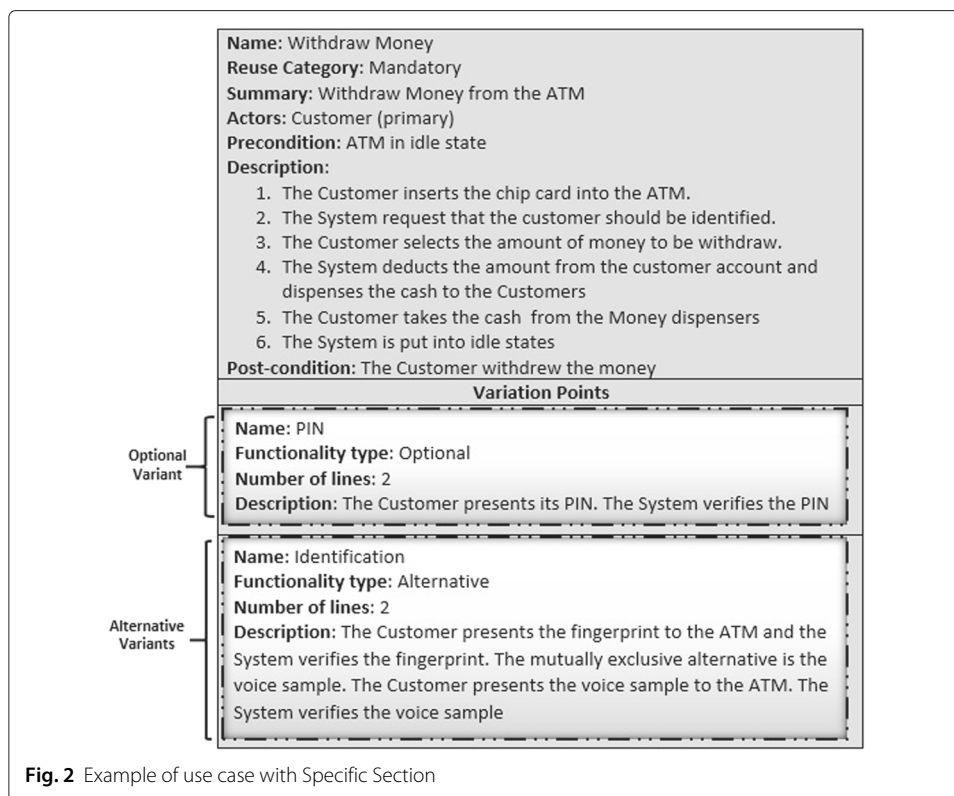 Name: Withdraw Money
Reuse Category: Mandatory
Summary: Withdraw Money from the ATM
Actors: Customer (primary)
Precondition: ATM in idle state
Description:
1. The Customer inserts the chip card into the ATM.
2. The System request that the customer should be identified.
3. The Customer selects the amount of money to be withdraw.
4. The System deducts the amount from the customer account and
dispenses the cash to the Customers
5. The Customer takes the cash from the Money dispensers
6. The System is put into idle states
Post-condition: The Customer withdrew the money
Variation Points
Optional
Variant
Name: PIN
Functionality type: Optional
Number of lines: 2
Description: The Customer presents its PIN. The System verifies the PIN
Alternative
Variants
Name: Identification
Functionality type: Alternative
Number of lines: 2
Description: The Customer presents the fingerprint to the ATM and the
System verifies the fingerprint. The mutually exclusive alternative is the
voice sample. The Customer presents the voice sample to the ATM. The
System verifies the voice sample
Fig. 2 Example of use case with Specific Section